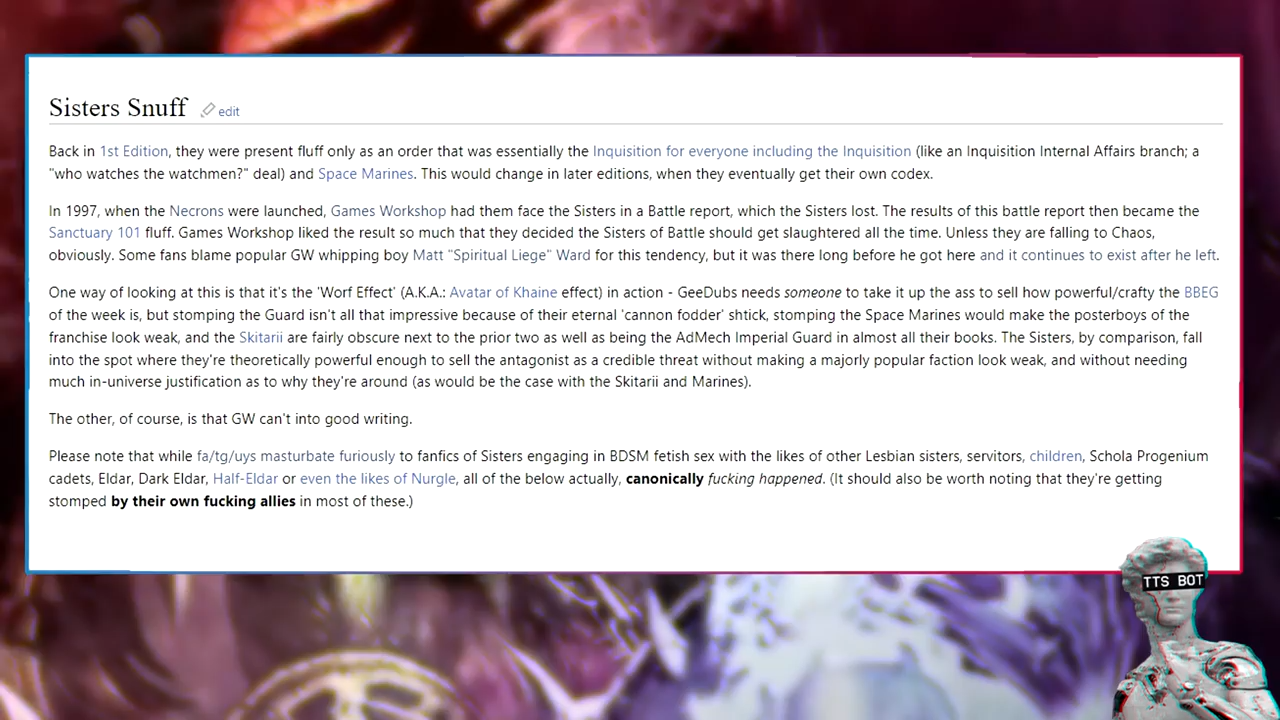 Sisters Snuff edit
Back in 1st Edition, they were present fluff only as an order that was essentially the Inquisition for everyone including the Inquisition (like an Inquisition Internal Affairs branch; a
"who watches the watchmen?" deal) and Space Marines. This would change in later editions, when they eventually get their own codex.
In 1997, when the Necrons were launched, Games Workshop had them face the Sisters in a Battle report, which the Sisters lost. The results of this battle report then became the
Sanctuary 101 fluff. Games Workshop liked the result so much that they decided the Sisters of Battle should get slaughtered all the time. Unless they are falling to Chaos,
obviously. Some fans blame popular GW whipping boy Matt "Spiritual Liege" Ward for this tendency, but it was there long before he got here and it continues to exist after he left.
One way of looking at this is that it's the 'Worf Effect' (A.K.A.: Avatar of Khaine effect) in action - GeeDubs needs someone to take it up the ass to sell how powerful/crafty the BBEG
of the week is, but stomping the Guard isn't all that impressive because of their eternal 'cannon fodder' shtick, stomping the Space Marines would make the posterboys of the
franchise look weak, and the Skitarii are fairly obscure next to the prior two as well as being the AdMech Imperial Guard in almost all their books. The Sisters, by comparison, fall
into the spot where they're theoretically powerful enough to sell the antagonist as a credible threat without making a majorly popular faction look weak, and without needing
much in-universe justification as to why they're around (as would be the case with the Skitarii and Marines).
The other, of course, is that GW can't into good writing.
Please note that while fa/tg/uys masturbate furiously to fanfics of Sisters engaging in BDSM fetish sex with the likes of other Lesbian sisters, servitors, children, Schola Progenium
cadets, Eldar, Dark Eldar, Half-Eldar or even the likes of Nurgle, all of the below actually, canonically fucking happened. (It should also be worth noting that they're getting
stomped by their own fucking allies in most of these.)
TTS BOT